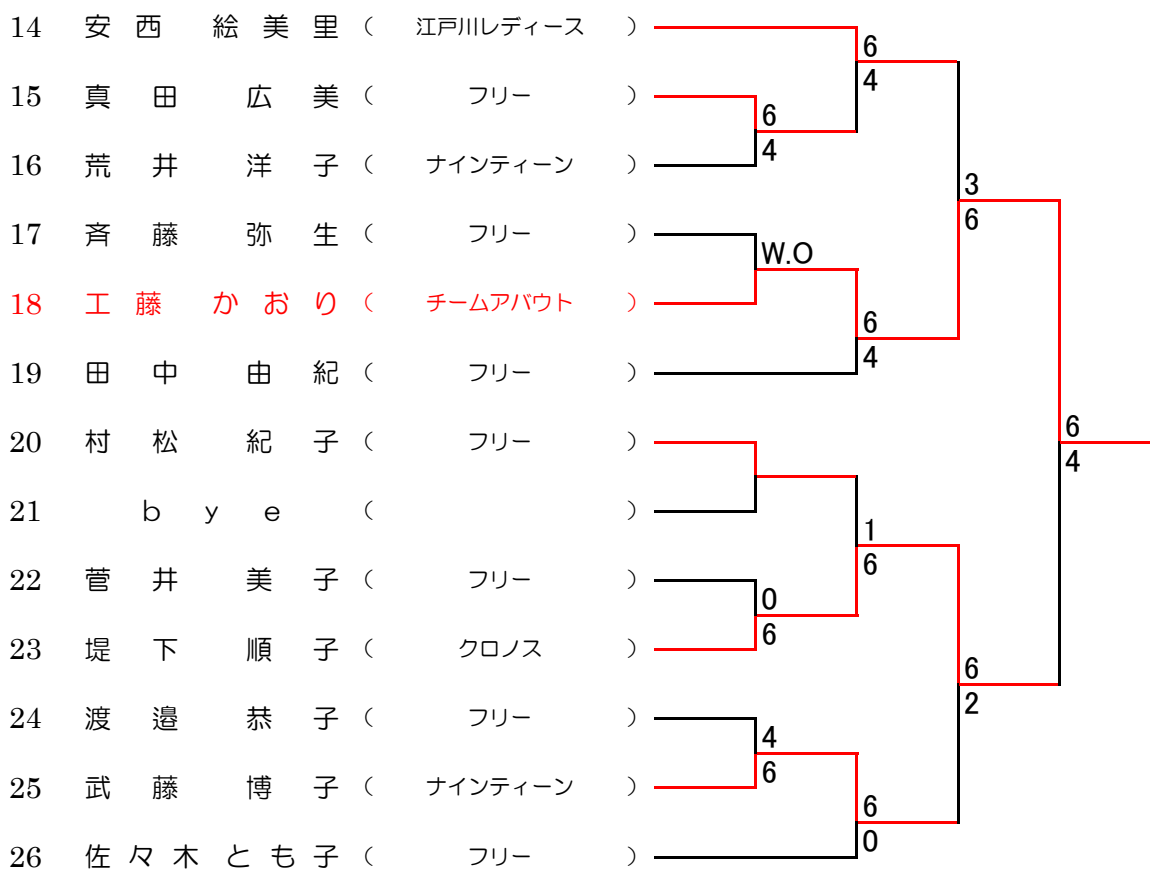 14 安西 絵美里 ( 江戸川レディース )
6
4
15 真田 広美 ( フリー )
6
4
16 荒井 洋子 ( ナインティーン )
3
6
17 斉藤 弥生 ( フリー )
W.O
18 工藤 かおり ( チームアバウト )
6
4
19 田中 由紀 ( フリー )
20 村松 紀子 ( フリー )
6
4
21 bye ( )
1
6
22 菅井 美子 ( フリー )
0
6
23 堤下 順子 ( クロノス )
6
2
24 渡邉 恭子 ( フリー )
4
6
25 武藤 博子 ( ナインティーン )
6
0
26 佐々木とも子 ( フリー )